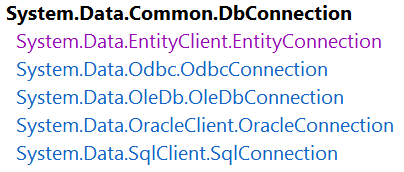 System.Data.Common.DbConnection
System.Data.EntityClient.EntityConnection
System.Data.Odbc.OdbcConnection
System.Data.OleDb.OleDbConnection
System.Data.OracleClient.OracleConnection
System.Data.SqlClient.SqlConnection